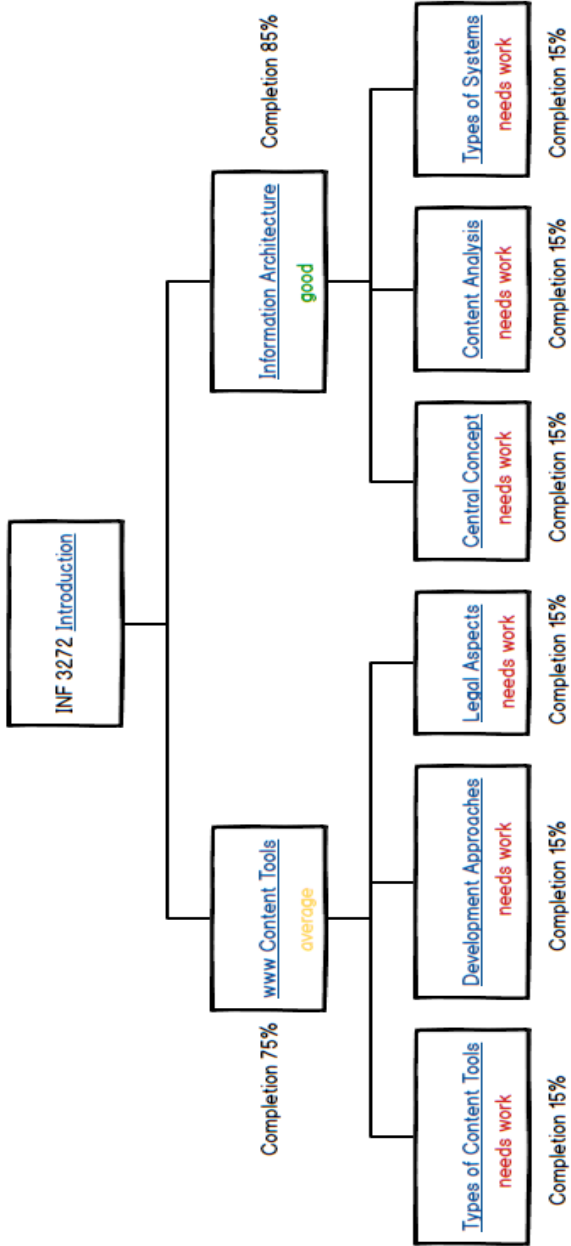 INF 3272 Introduction
www Content Tools
average
Completion 75%
Information Architecture
good
Completion 85%
Types of Content Tools
needs work
Completion 15%
Development Approaches
needs work
Completion 15%
Legal Aspects
needs work
Completion 15%
Central Concept
needs work
Completion 15%
Content Analysis
needs work
Completion 15%
Types of Systems
needs work
Completion 15%